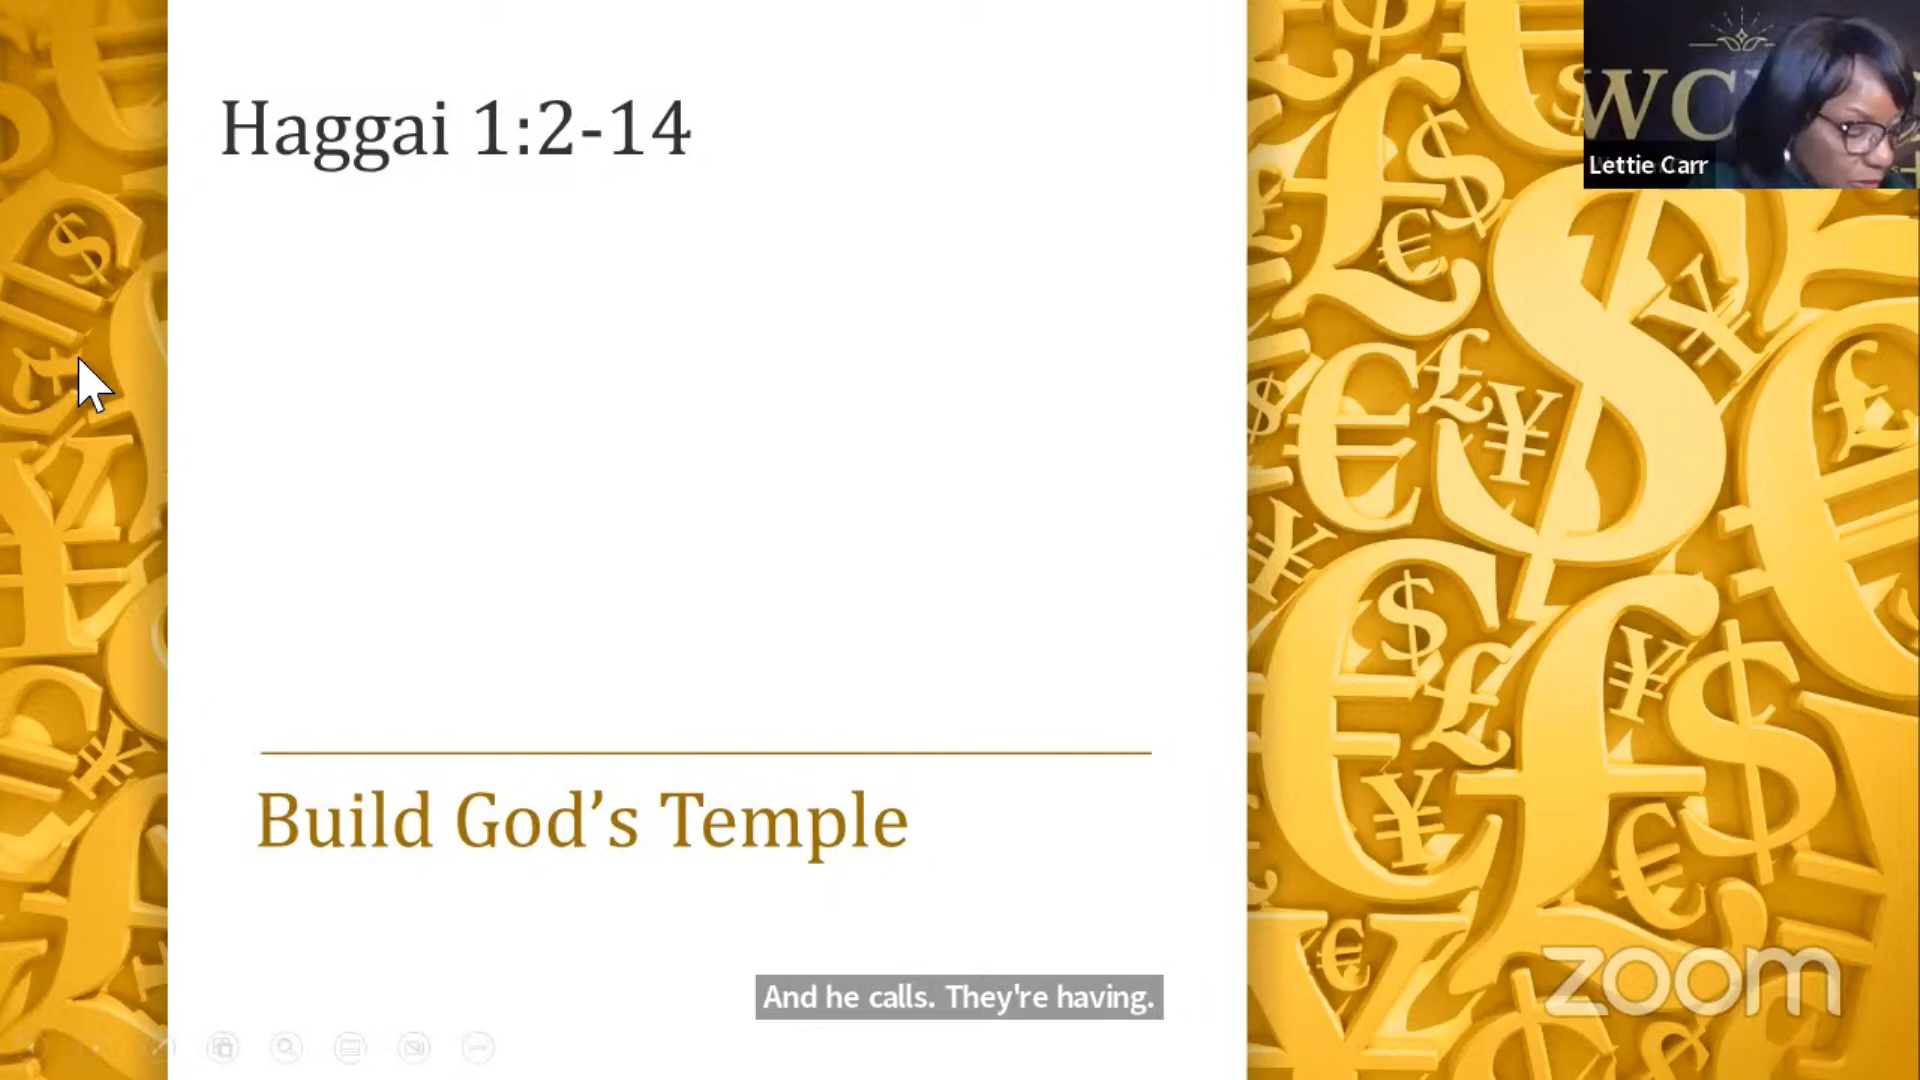 Haggai 1:2-14
WC
Lettie Carr
Build God’s Temple
And he calls. They're having.
zoom